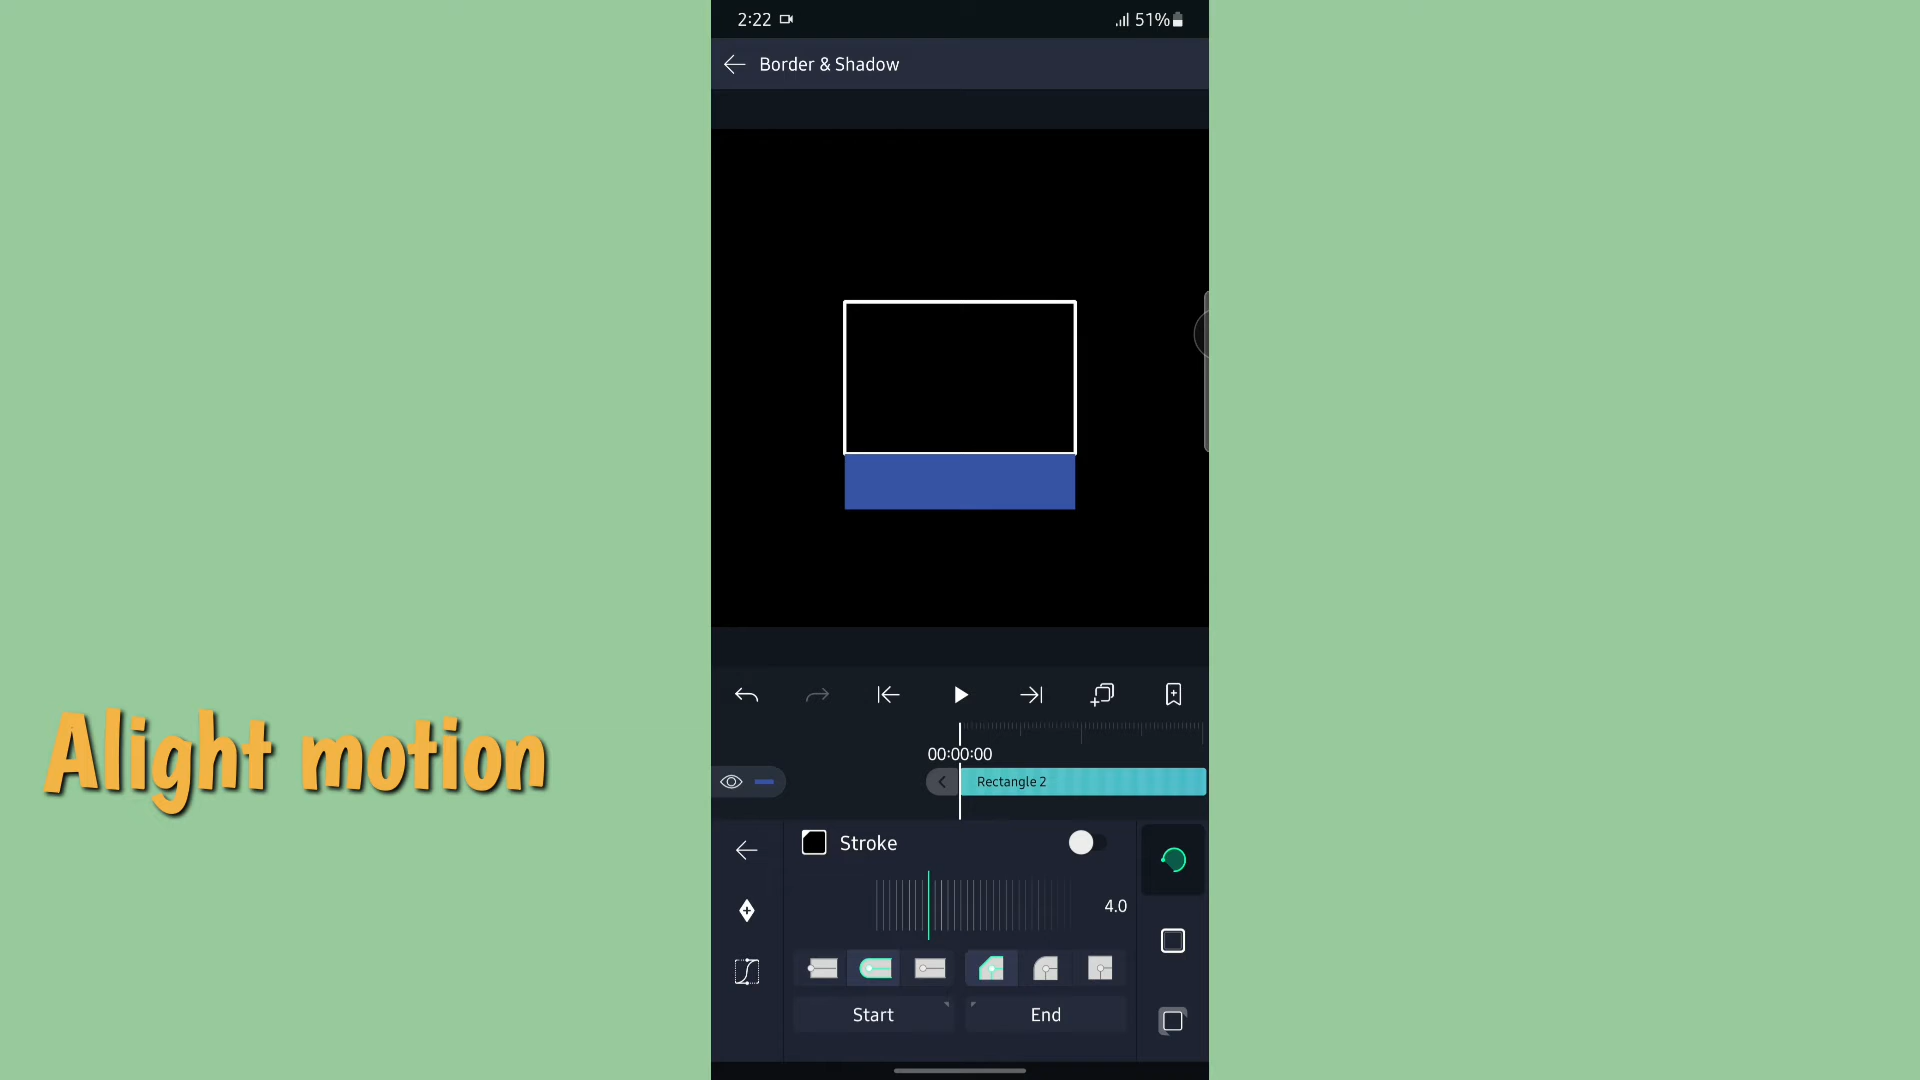 2:22
51%
Border & Shadow
Alight motion
00:00:00
Rectangle 2
Stroke
4.0
Start
End